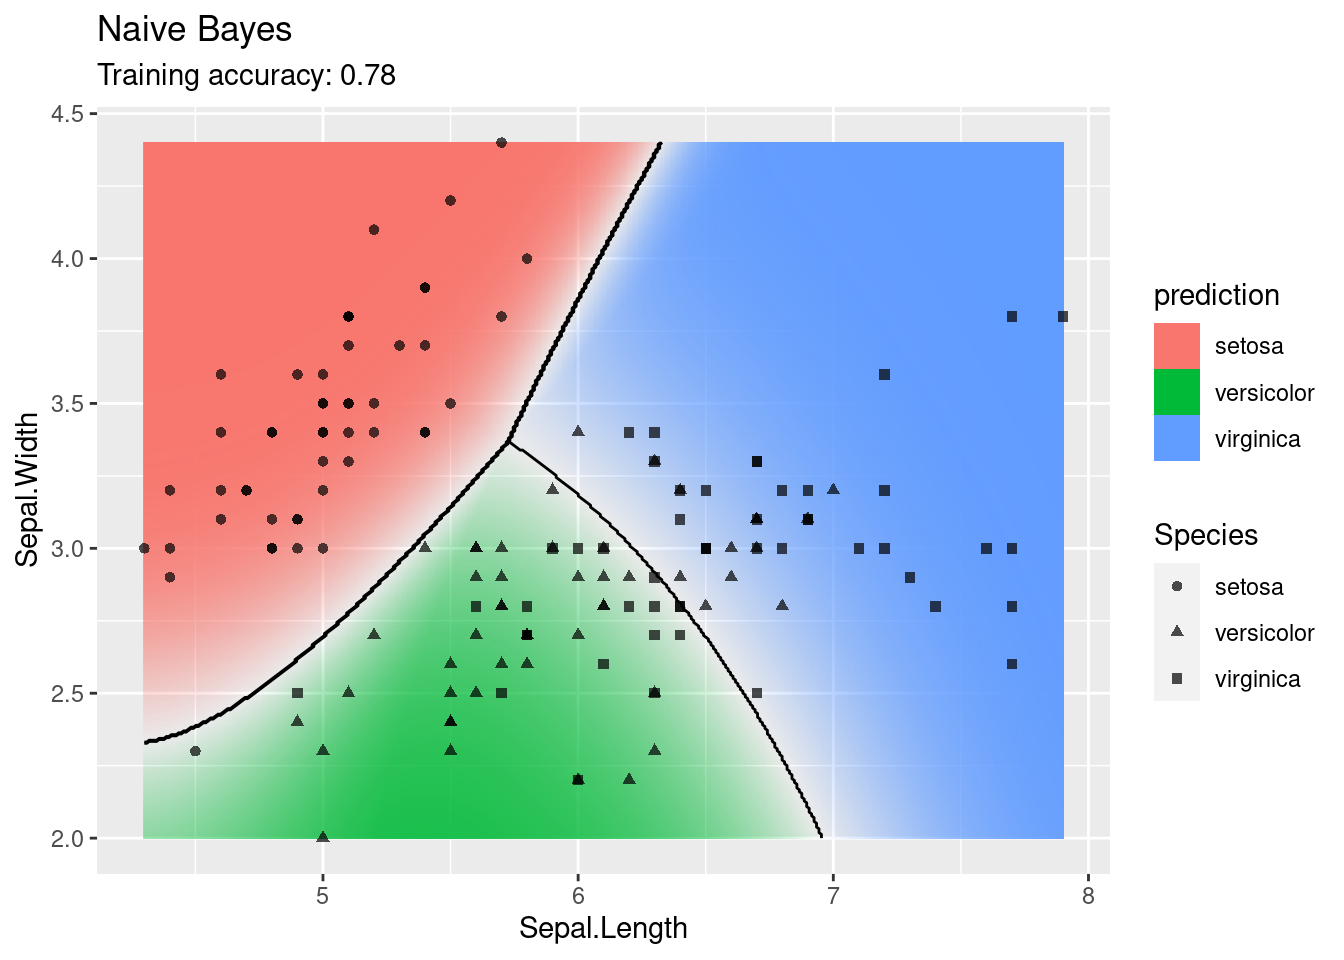 Naive Bayes
Training accuracy: 0.78
4.5
4.0
3.5
3.0
2.5
2.0
Sepal.Width
5
6
7
8
Sepal.Length
prediction
setosa
versicolor
virginica
Species
setosa
versicolor
virginica